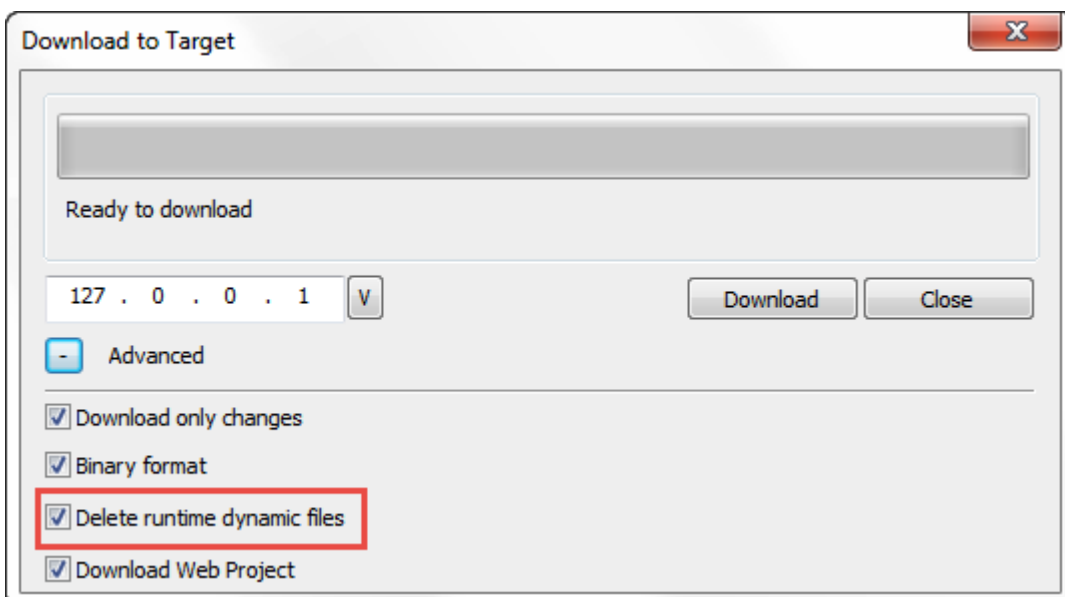 Download to Target
X
Ready to download
127 . 0 . 0 . 1 V Download Close
- Advanced
Download only changes
Binary format
Delete runtime dynamic files
Download Web Project